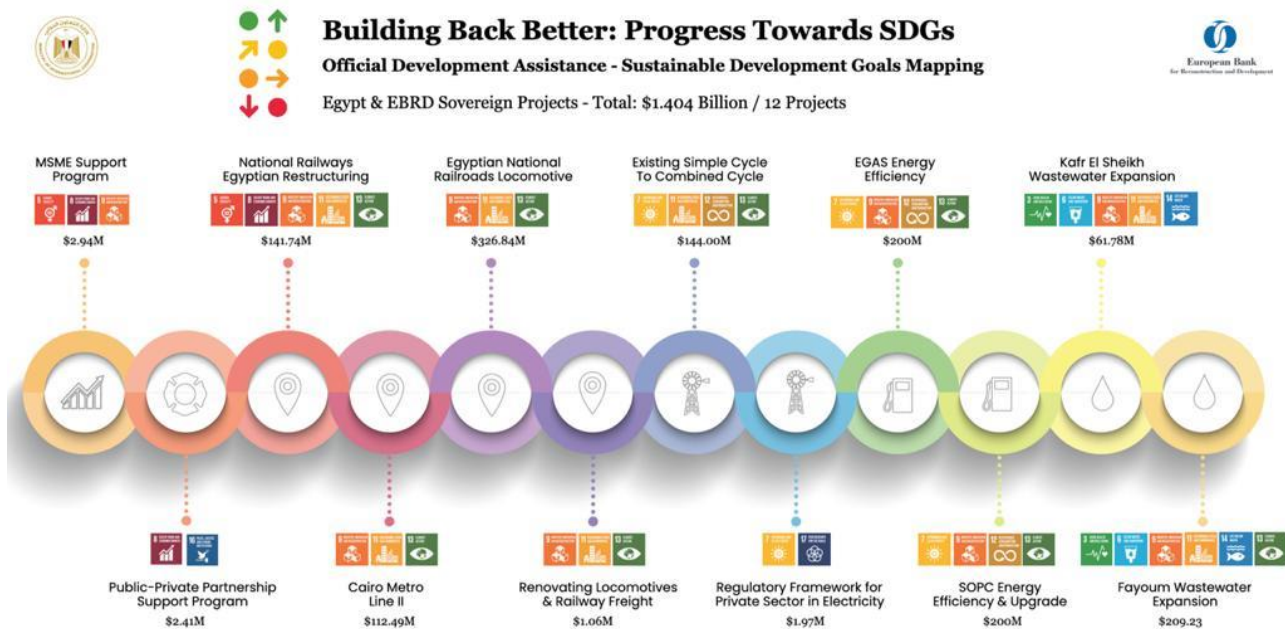 Building Back Better: Progress Towards SDGs
Official Development Assistance - Sustainable Development Goals Mapping
Egypt & EBRD Sovereign Projects - Total: $1.404 Billion / 12 Projects
European Bank
for Reconstruction and Development
MSME Support
Program
$2.94M
National Railways
Egyptian Restructuring
$141.74M
Egyptian National
Railroads Locomotive
$326.84M
Existing Simple Cycle
To Combined Cycle
$144.00M
EGAS Energy
Efficiency
$200M
Kafr El Sheikh
Wastewater Expansion
$61.78M
Public-Private Partnership
Support Program
$2.41M
Cairo Metro
Line II
$112.49M
Renovating Locomotives
& Railway Freight
$1.06M
Regulatory Framework for
Private Sector in Electricity
$1.97M
SOPC Energy
Efficiency & Upgrade
$200M
Fayoum Wastewater
Expansion
$209.23